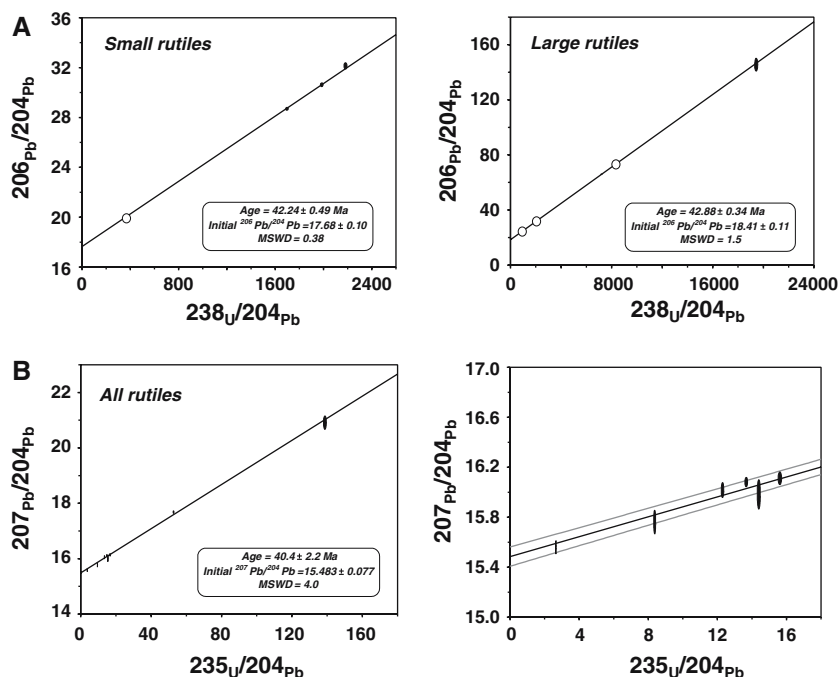 A
Small rutiles
206Pb/204Pb
36
32
28
24
20
16
0
800
1600
2400
238U/204Pb
Age = 42.24 ± 0.49 Ma
Initial 206Pb/204Pb =17.68 ± 0.10
MSWD = 0.38
Large rutiles
206Pb/204Pb
160
120
80
40
0
0
8000
16000
24000
238U/204Pb
Age = 42.88 ± 0.34 Ma
Initial 206Pb/204Pb =18.41 ± 0.11
MSWD = 1.5
B
All rutiles
207Pb/204Pb
22
20
18
16
14
0
40
80
120
160
235U/204Pb
Age = 40.4 ± 2.2 Ma
Initial 207Pb/204Pb =15.483 ± 0.077
MSWD = 4.0
207Pb/204Pb
17.0
16.6
16.2
15.8
15.4
15.0
0
4
8
12
16
235U/204Pb